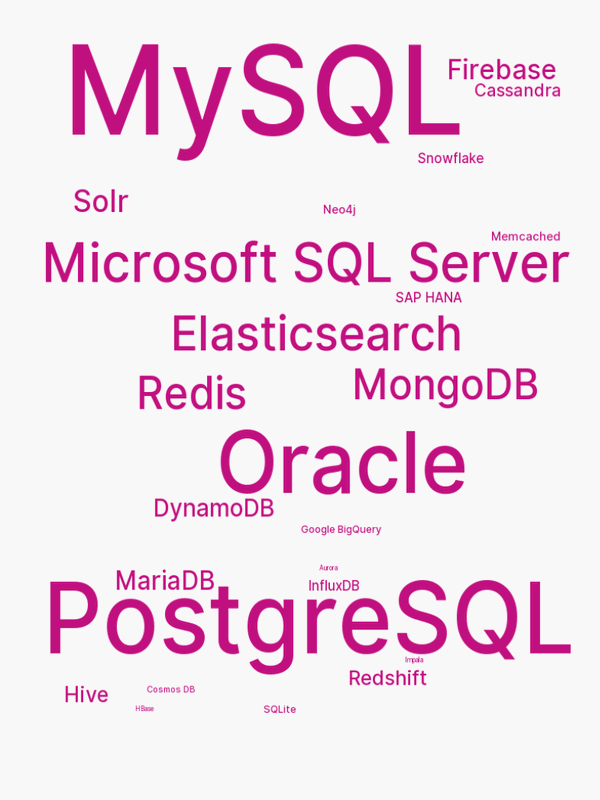 MySQL
Firebase
Cassandra
Snowflake
Solr
Neo4j
Memcached
Microsoft SQL Server
SAP HANA
Elasticsearch
MongoDB
Redis
Oracle
DynamoDB
Google BigQuery
Aurora
MariaDB
InfluxDB
PostgreSQL
Impala
Redshift
Hive
Cosmos DB
HBase
SQLite